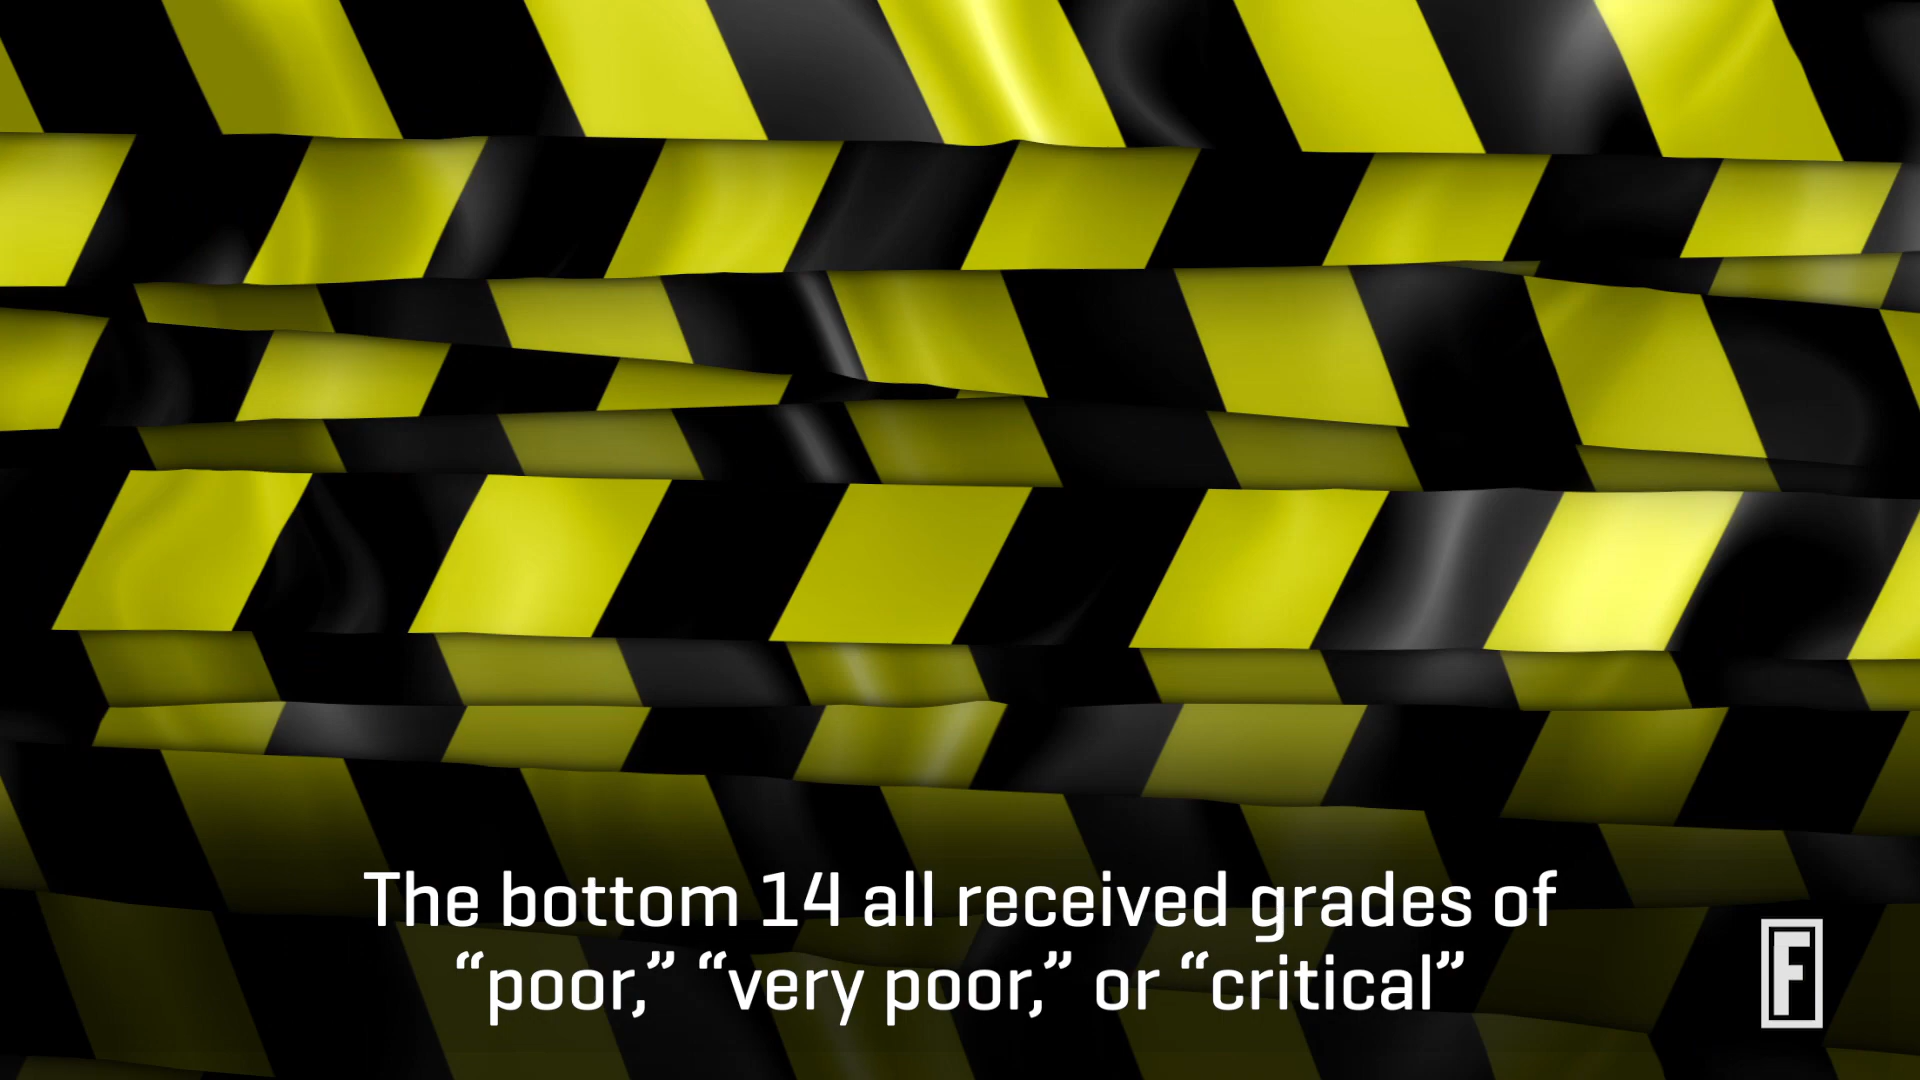 The bottom 14 all received grades of
“poor,” “very poor,” or “critical”
F